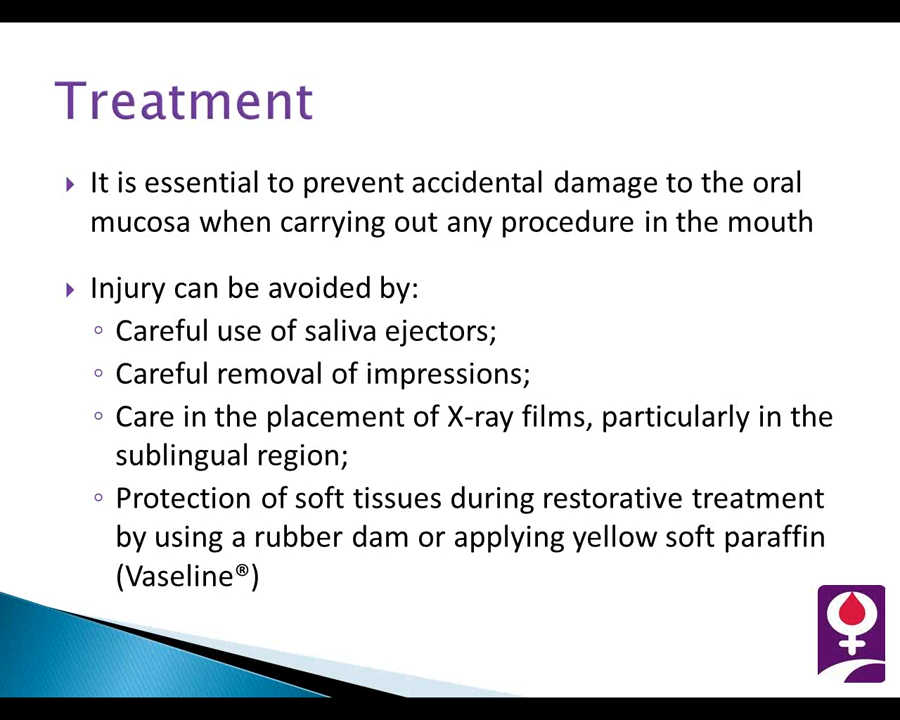 Treatment
It is essential to prevent accidental damage to the oral
mucosa when carrying out any procedure in the mouth
Injury can be avoided by:
Careful use of saliva ejectors;
Careful removal of impressions;
Care in the placement of X-ray films, particularly in the
sublingual region;
Protection of soft tissues during restorative treatment
by using a rubber dam or applying yellow soft paraffin
(Vaseline®)